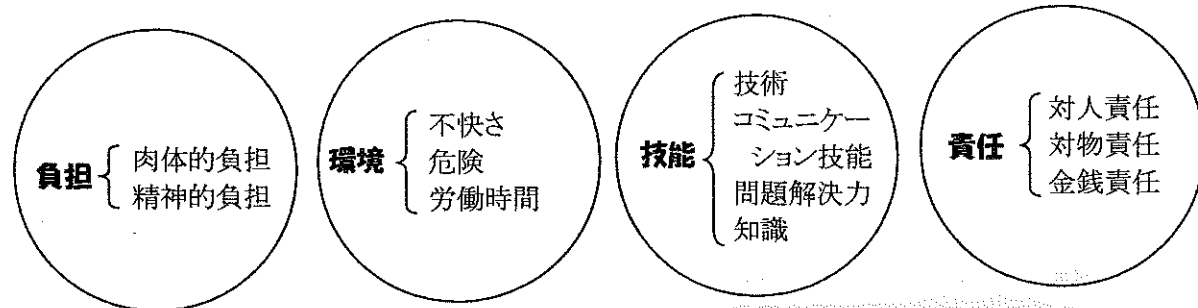 負担
肉体的負担
精神的負担
環境
不快さ
危険
労働時間
技能
技術
コミュニケー
ション技能
問題解決力
知識
責任
対人責任
対物責任
金銭責任